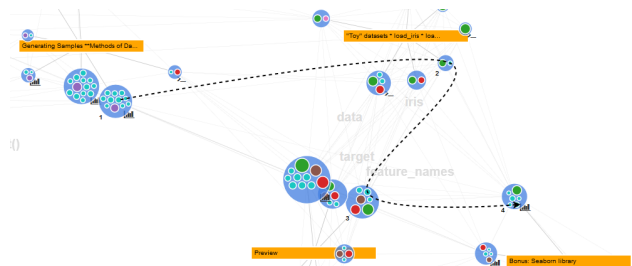 "Toy" datasets * load_iris * loa...
Generating Samples **Methods of Da...
2
iris
1
data
()
target
feature_names
3
4
Preview
Bonus: Seaborn library